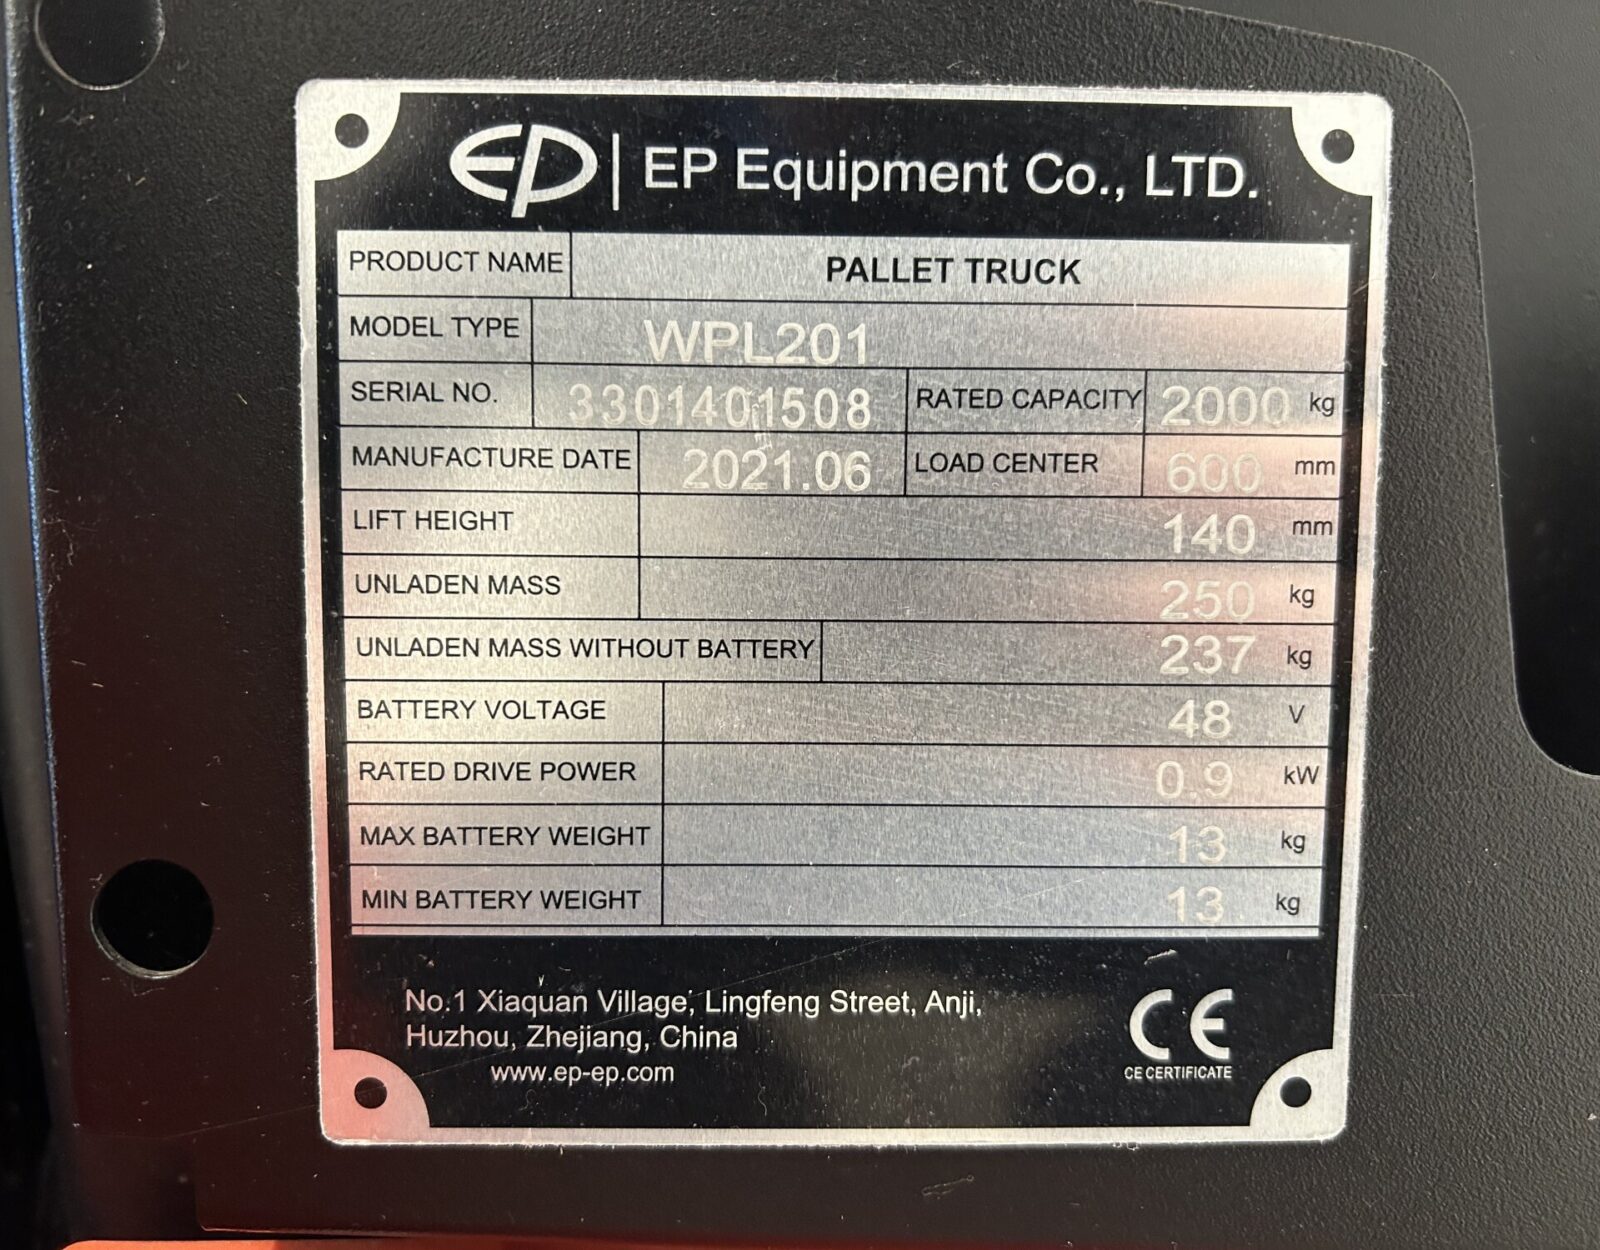 EP | EP Equipment Co., LTD.
PRODUCT NAME PALLET TRUCK
MODEL TYPE WPL201
SERIAL NO. 3301401508 RATED CAPACITY 2000 kg
MANUFACTURE DATE 2021.06 LOAD CENTER 600 mm
LIFT HEIGHT 140 mm
UNLADEN MASS 250 kg
UNLADEN MASS WITHOUT BATTERY 237 kg
BATTERY VOLTAGE 48 V
RATED DRIVE POWER 0.9 kW
MAX BATTERY WEIGHT 13 kg
MIN BATTERY WEIGHT 13 kg
No.1 Xiaquan Village, Lingfeng Street, Anji,
Huzhou, Zhejiang, China
www.ep-ep.com
CE
CE CERTIFICATE